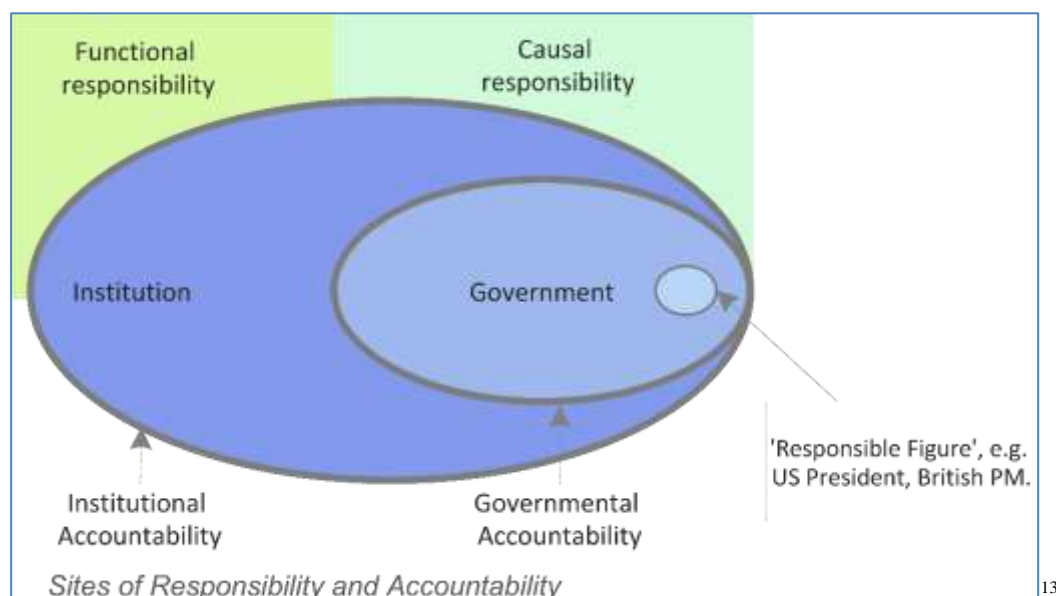 Functional
responsibility
Causal
responsibility
Institution
Government
'Responsible Figure', e.g.
US President, British PM.
Institutional
Accountability
Governmental
Accountability
Sites of Responsibility and Accountability
13